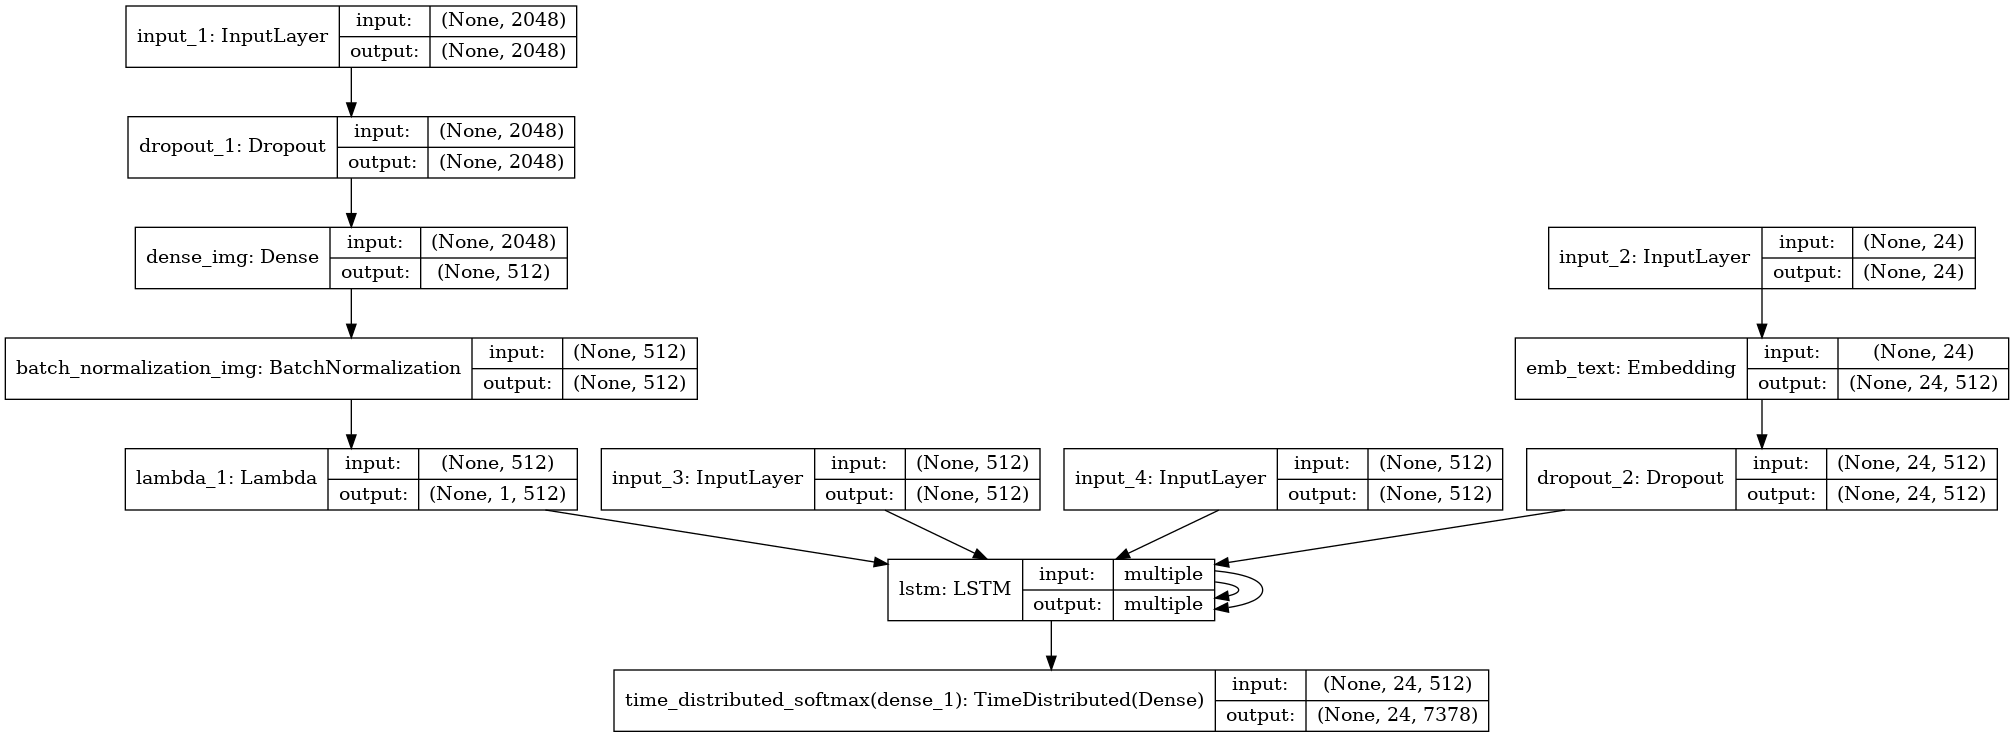 input_1: InputLayer
input: (None, 2048)
output: (None, 2048)
dropout_1: Dropout
input: (None, 2048)
output: (None, 2048)
dense_img: Dense
input: (None, 2048)
output: (None, 512)
input_2: InputLayer
input: (None, 24)
output: (None, 24)
batch_normalization_img: BatchNormalization
input: (None, 512)
output: (None, 512)
emb_text: Embedding
input: (None, 24)
output: (None, 24, 512)
lambda_1: Lambda
input: (None, 512)
output: (None, 1, 512)
input_3: InputLayer
input: (None, 512)
output: (None, 512)
input_4: InputLayer
input: (None, 512)
output: (None, 512)
dropout_2: Dropout
input: (None, 24, 512)
output: (None, 24, 512)
lstm: LSTM
input: multiple
output: multiple
time_distributed_softmax(dense_1): TimeDistributed(Dense)
input: (None, 24, 512)
output: (None, 24, 7378)